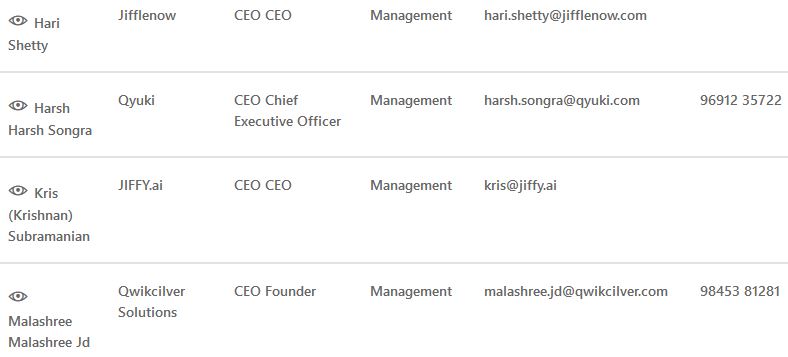 Hari Jifflenow CEO CEO Management hari.shetty@jifflenow.com
Shetty
Harsh Qyuki CEO Chief Management harsh.songra@qyuki.com 96912 35722
Harsh Songra Executive Officer
Kris JIFFY.ai CEO CEO Management kris@jiffy.ai
(Krishnan)
Subramanian
Qwikcilver CEO Founder Management malashree.jd@qwikcilver.com 98453 81281
Solutions
Malashree
Malashree Jd